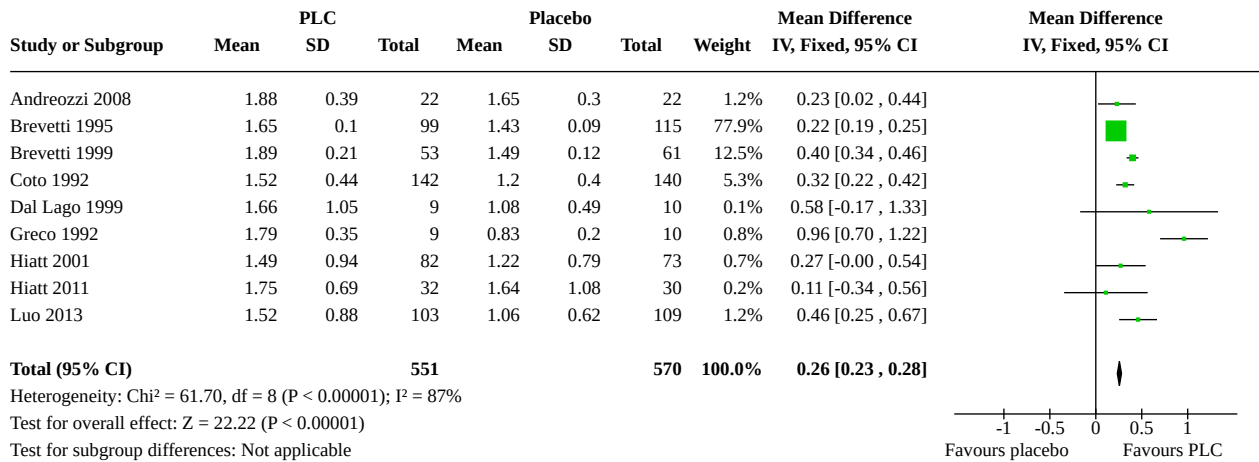 PLC Placebo Mean Difference Mean Difference
Study or Subgroup Mean SD Total Mean SD Total Weight IV, Fixed, 95% CI IV, Fixed, 95% CI
Andreozzi 2008 1.88 0.39 22 1.65 0.3 22 1.2% 0.23 [0.02 , 0.44]
Brevetti 1995 1.65 0.1 99 1.43 0.09 115 77.9% 0.22 [0.19 , 0.25]
Brevetti 1999 1.89 0.21 53 1.49 0.12 61 12.5% 0.40 [0.34 , 0.46]
Coto 1992 1.52 0.44 142 1.2 0.4 140 5.3% 0.32 [0.22 , 0.42]
Dal Lago 1999 1.66 1.05 9 1.08 0.49 10 0.1% 0.58 [-0.17 , 1.33]
Greco 1992 1.79 0.35 9 0.83 0.2 10 0.8% 0.96 [0.70 , 1.22]
Hiatt 2001 1.49 0.94 82 1.22 0.79 73 0.7% 0.27 [-0.00 , 0.54]
Hiatt 2011 1.75 0.69 32 1.64 1.08 30 0.2% 0.11 [-0.34 , 0.56]
Luo 2013 1.52 0.88 103 1.06 0.62 109 1.2% 0.46 [0.25 , 0.67]
Total (95% CI) 551 570 100.0% 0.26 [0.23 , 0.28]
Heterogeneity: Chi² = 61.70, df = 8 (P < 0.00001); I² = 87%
Test for overall effect: Z = 22.22 (P < 0.00001)
Test for subgroup differences: Not applicable
-1 -0.5 0 0.5 1
Favours placebo Favours PLC